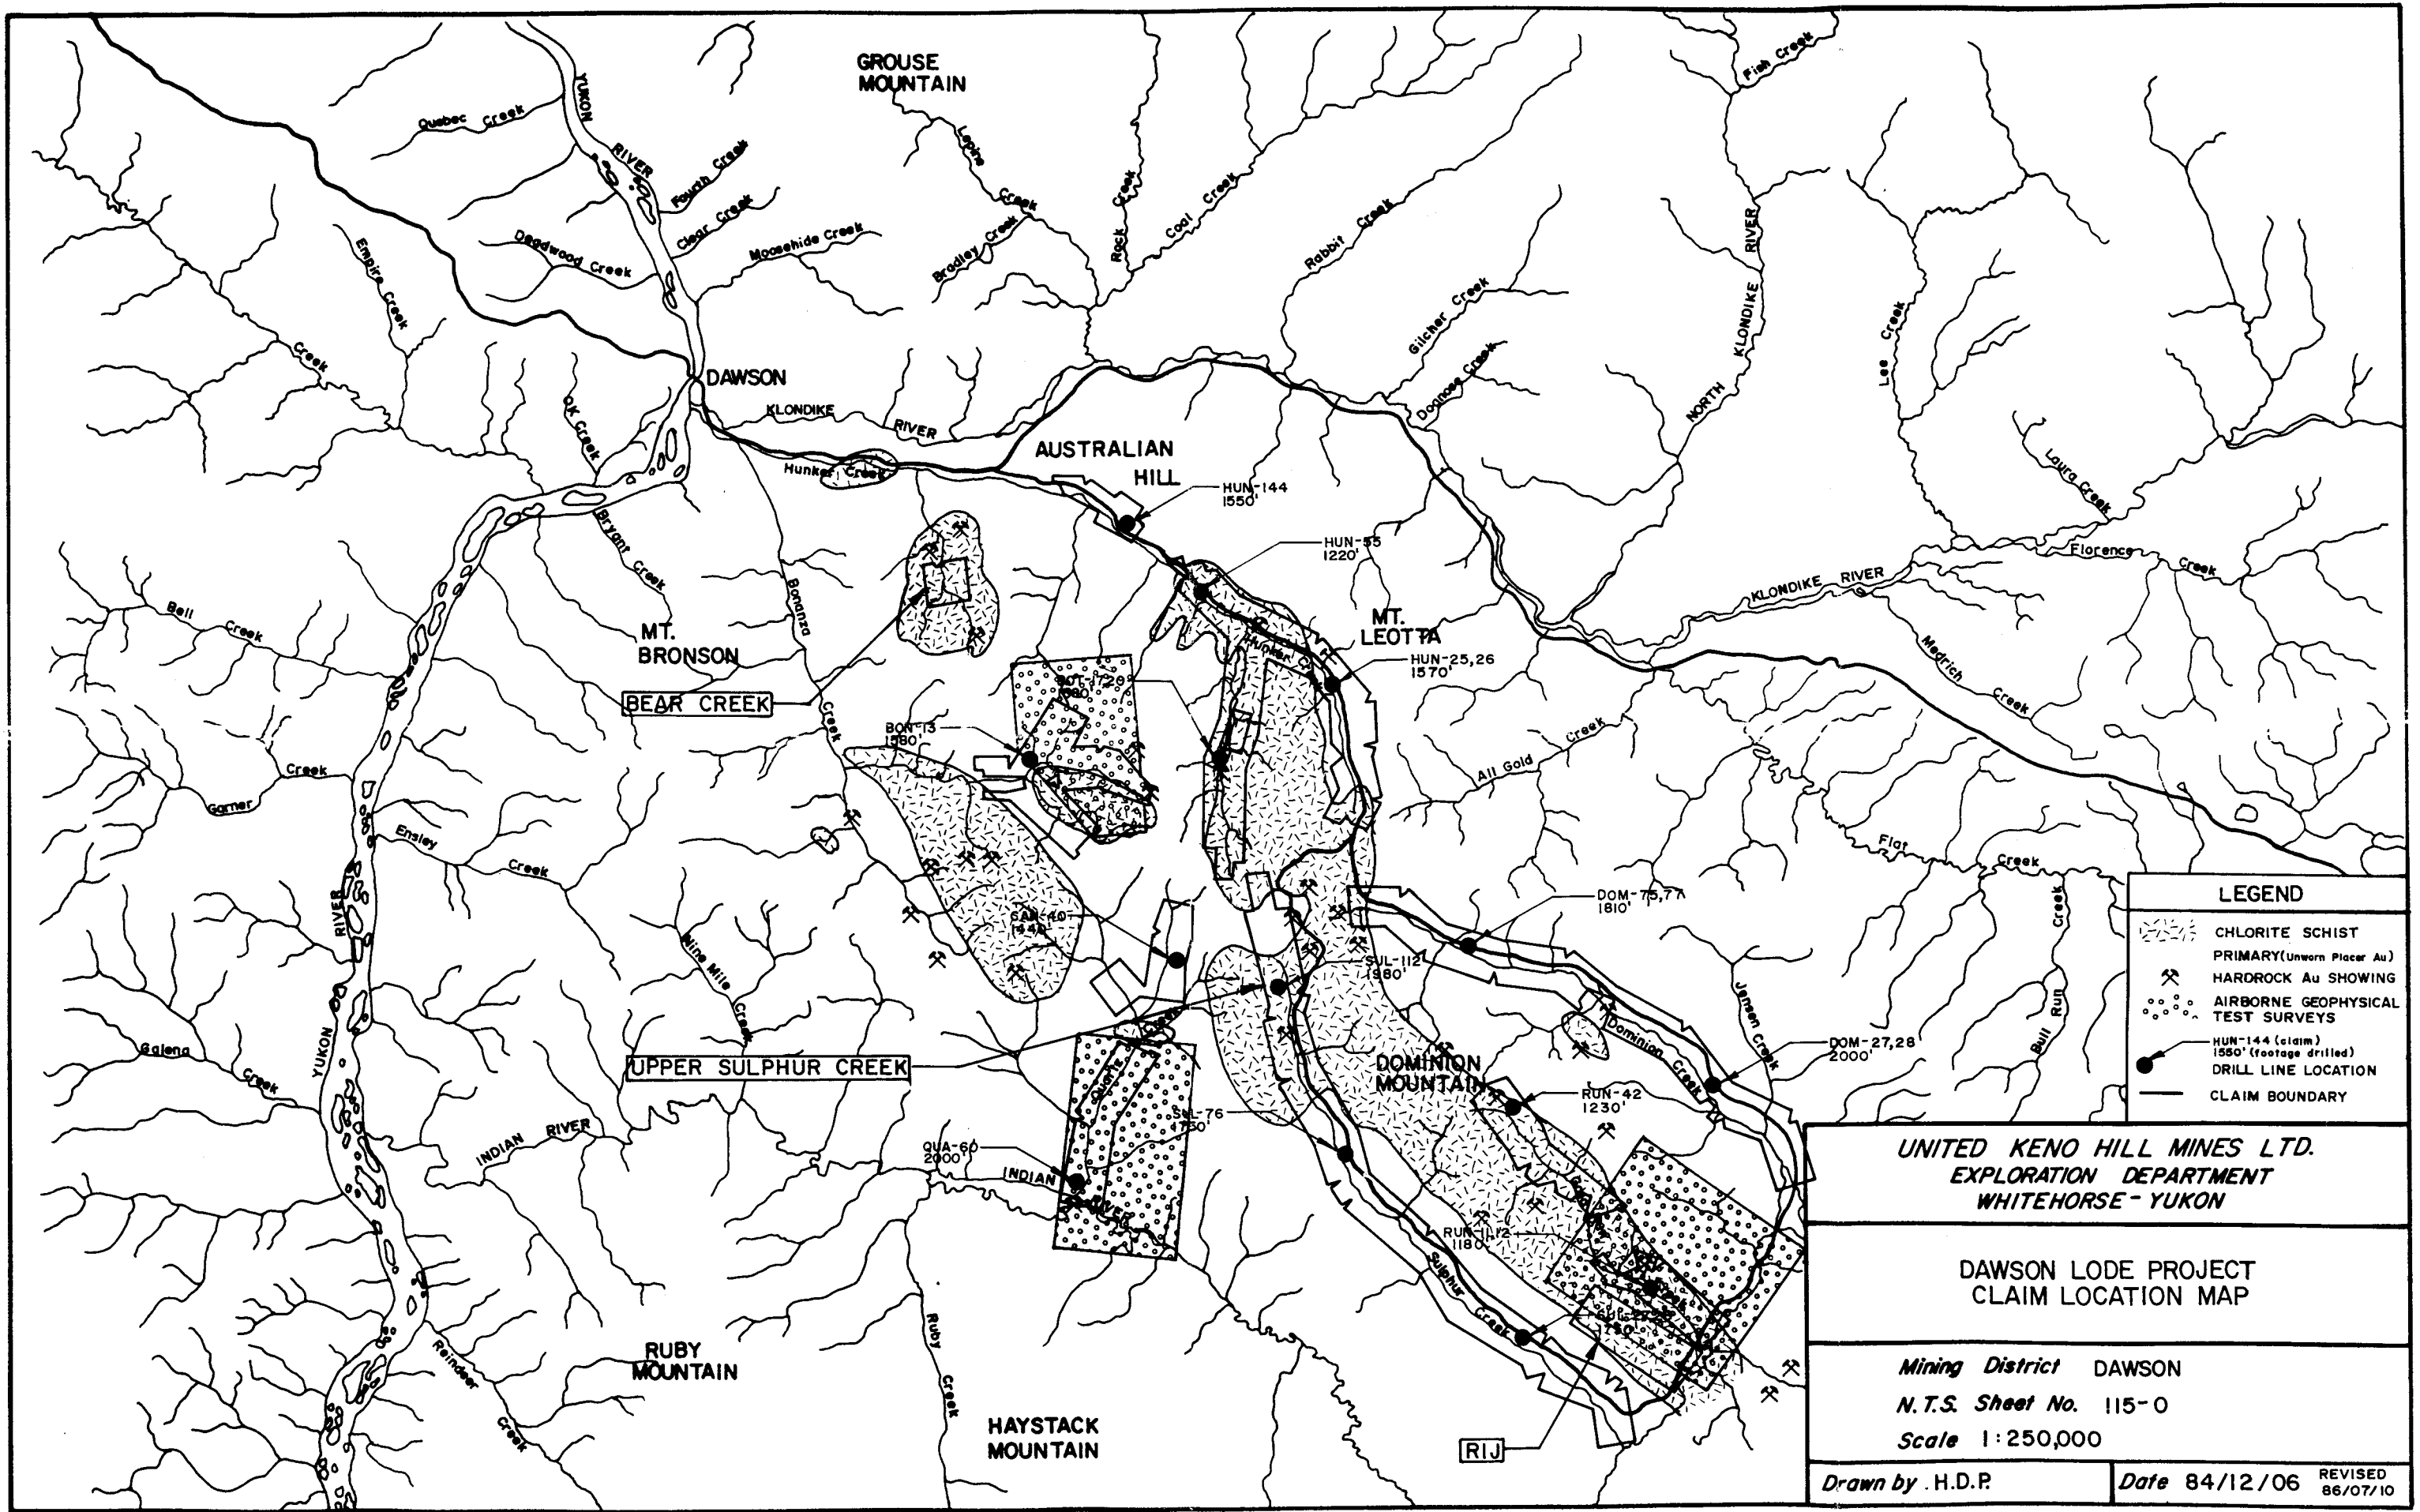 GROUSE
MOUNTAIN
Fish Creek
YUKON
RIVER
Quebec Creek
Fourth Creek
Clear Creek
Lepine
Creek
Rock Creek
Coal Creek
Bradley Creek
Rabbit Creek
Moosehide Creek
Deadwood Creek
Empire Creek
Creek
NORTH KLONDIKE RIVER
Gilcher Creek
Dognose Creek
Lee Creek
DAWSON
KLONDIKE
RIVER
OK Creek
AUSTRALIAN
HILL
Hunker Creek
HUN-144
1550'
Laura Creek
Bryant
Creek
HUN-55
1220'
Florence
Creek
KLONDIKE RIVER
Bell
Creek
Bonanza
Creek
MT.
BRONSON
MT.
LEOTTA
Hunker Cr
HUN-25,26
1570'
Medrich
Creek
BEAR CREEK
BON-13
1580'
All Gold
Creek
Creek
Garner
Ensley
Creek
Flat
Creek
DOM-75,77
1810'
Nine Mile
Creek
SUL-112
1980'
RIVER
YUKON
Jensen Creek
Bull Run Creek
Galena
Creek
UPPER SULPHUR CREEK
Quartz
Creek
DOMINION
MOUNTAIN
Dominion
Creek
DOM-27,28
2000'
RUN-42
1230'
INDIAN RIVER
QUA-60
2000'
INDIAN
RIVER
RUN-11,12
1180'
Sulphur
Creek
Reindeer
Creek
RUBY
MOUNTAIN
Ruby
Creek
HAYSTACK
MOUNTAIN
RIJ
LEGEND
CHLORITE SCHIST
PRIMARY (Unworn Placer Au)
HARDROCK Au SHOWING
AIRBORNE GEOPHYSICAL
TEST SURVEYS
HUN-144 (claim)
1550' (footage drilled)
DRILL LINE LOCATION
CLAIM BOUNDARY
UNITED KENO HILL MINES LTD.
EXPLORATION DEPARTMENT
WHITEHORSE - YUKON
DAWSON LODE PROJECT
CLAIM LOCATION MAP
Mining District DAWSON
N.T.S. Sheet No. 115-O
Scale 1:250,000
Drawn by . H.D.P.
Date 84/12/06
REVISED
86/07/10